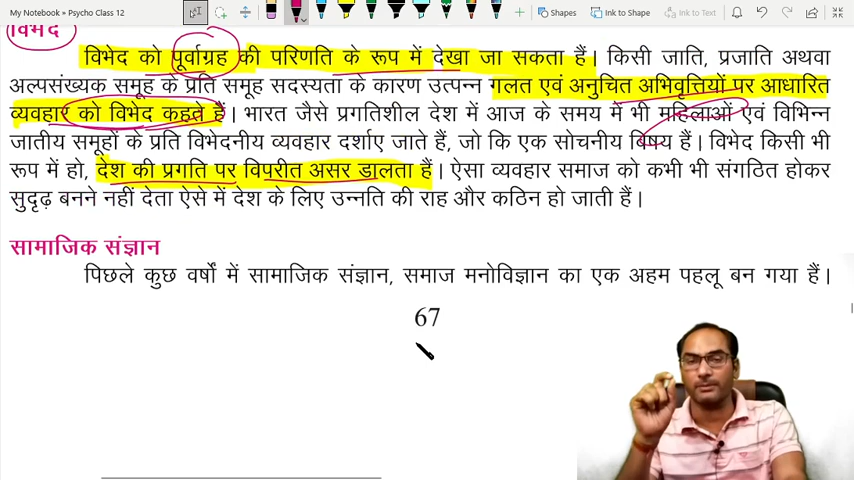 My Notebook » Psycho Class 12
Shapes
Ink to Shape
Ink to Text
विभेद
विभेद को पूर्वाग्रह की परिणति के रूप में देखा जा सकता हैं। किसी जाति, प्रजाति अथवा
अल्पसंख्यक समूह के प्रति समूह सदस्यता के कारण उत्पन्न गलत एवं अनुचित अभिवृत्तियों पर आधारित
व्यवहार को विभेद कहते हैं। भारत जैसे प्रगतिशील देश में आज के समय में भी महिलाओं एवं विभिन्न
जातीय समूहों के प्रति विभेदनीय व्यवहार दर्शाए जाते हैं, जो कि एक सोचनीय विषय हैं। विभेद किसी भी
रूप में हो, देश की प्रगति पर विपरीत असर डालता हैं। ऐसा व्यवहार समाज को कभी भी संगठित होकर
सुदृढ़ बनने नहीं देता ऐसे में देश के लिए उन्नति की राह और कठिन हो जाती हैं।
सामाजिक संज्ञान
पिछले कुछ वर्षों में सामाजिक संज्ञान, समाज मनोविज्ञान का एक अहम पहलू बन गया हैं।
67